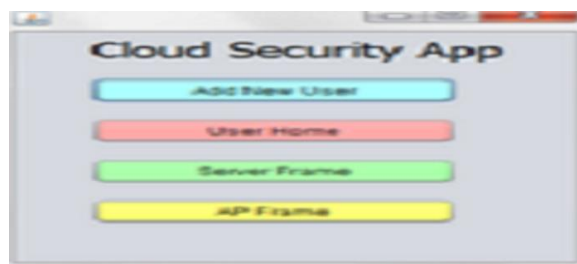 Cloud Security App
Add New User
User Home
Server Frame
AP Frame